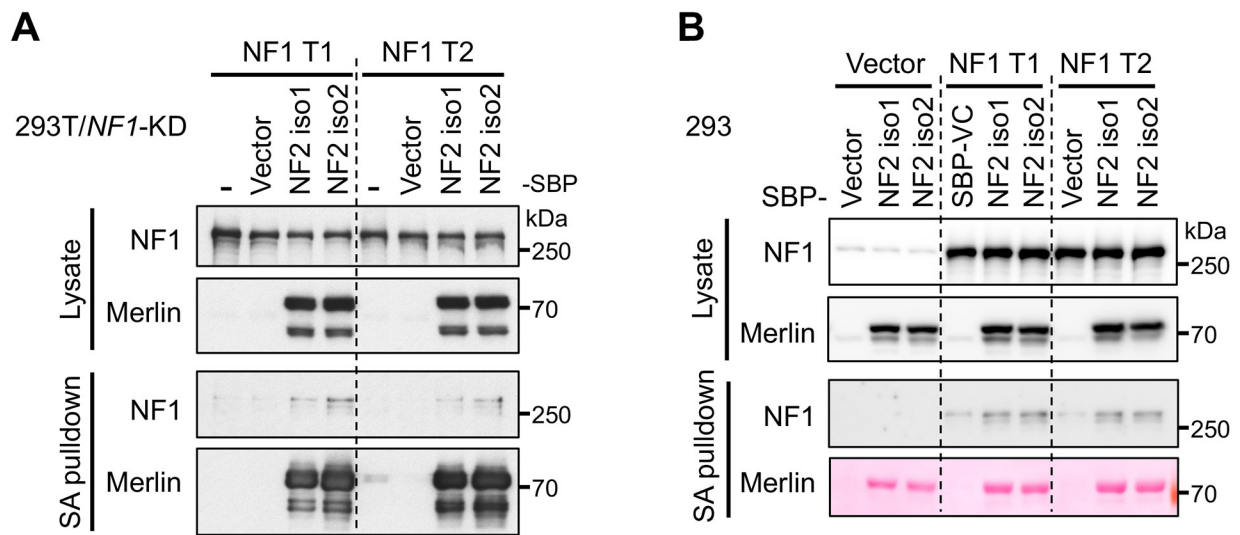 A
NF1 T1
NF1 T2
293T/NF1-KD
-
Vector
NF2 iso1
NF2 iso2
-
Vector
NF2 iso1
NF2 iso2
-SBP
kDa
Lysate
NF1
250
Merlin
70
SA pulldown
NF1
250
Merlin
70
B
Vector
NF1 T1
NF1 T2
293
SBP-
Vector
NF2 iso1
NF2 iso2
SBP-VC
NF2 iso1
NF2 iso2
Vector
NF2 iso1
NF2 iso2
kDa
Lysate
NF1
250
Merlin
70
SA pulldown
NF1
250
Merlin
70